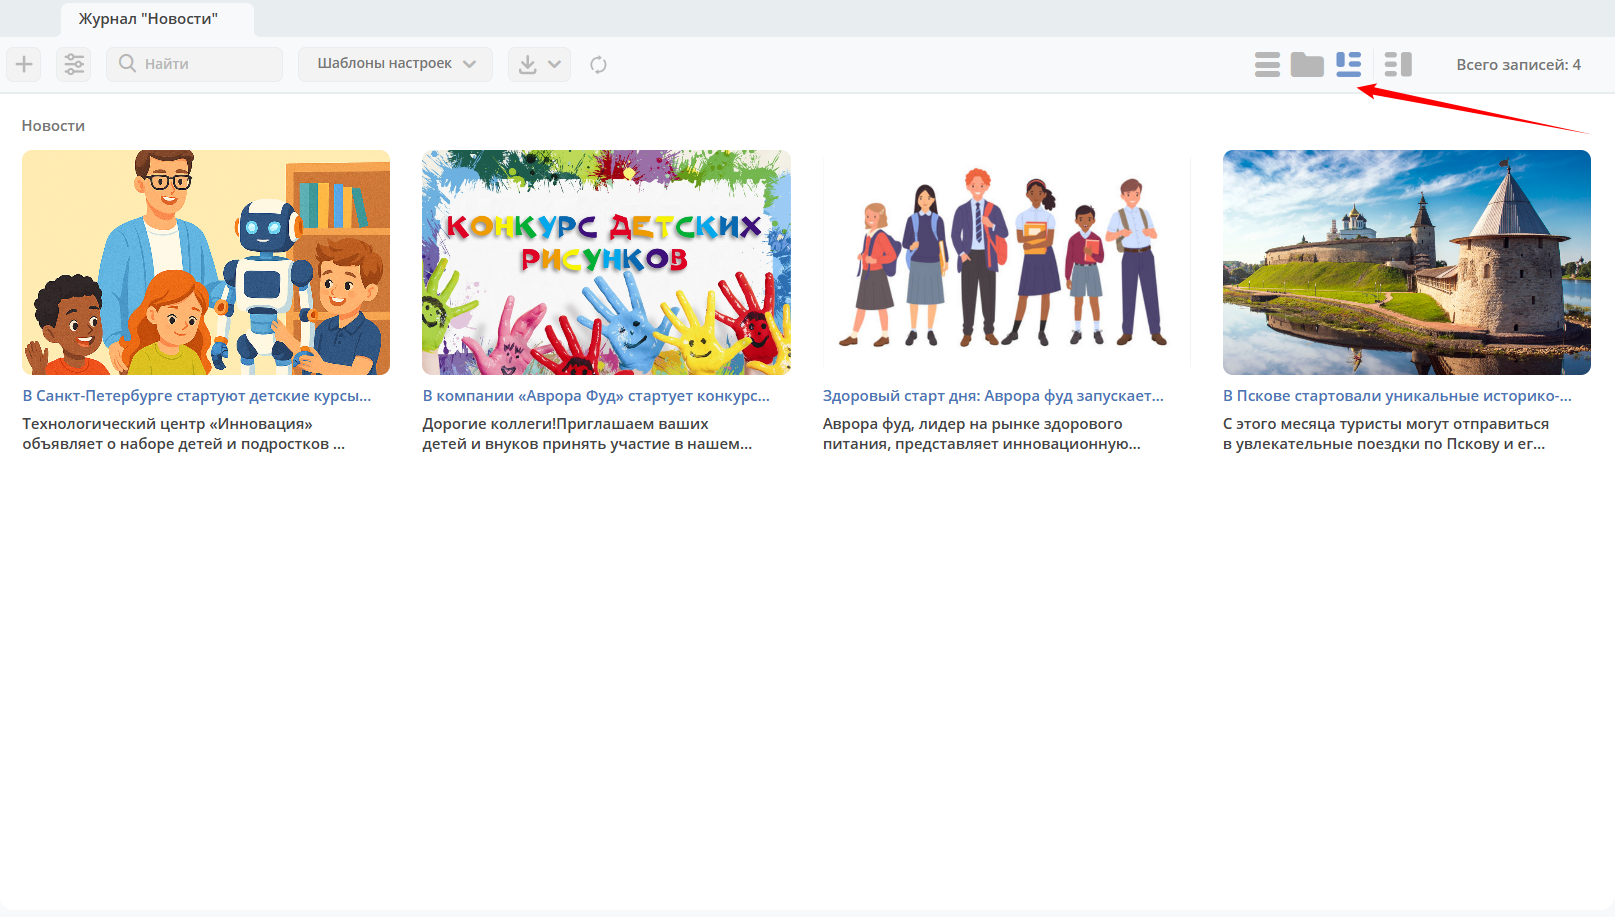 Журнал "Новости"
Найти
Шаблоны настроек
Всего записей: 4
Новости
КОНКУРС ДЕТСКИХ
РИСУНКОВ
В Санкт-Петербурге стартуют детские курсы...
Технологический центр «Инновация»
объявляет о наборе детей и подростков ...
В компании «Аврора Фуд» стартует конкурс...
Дорогие коллеги!Приглашаем ваших
детей и внуков принять участие в нашем...
Здоровый старт дня: Аврора фуд запускает...
Аврора фуд, лидер на рынке здорового
питания, представляет инновационную...
В Пскове стартовали уникальные историко-...
С этого месяца туристы могут отправиться
в увлекательные поездки по Пскову и ег...